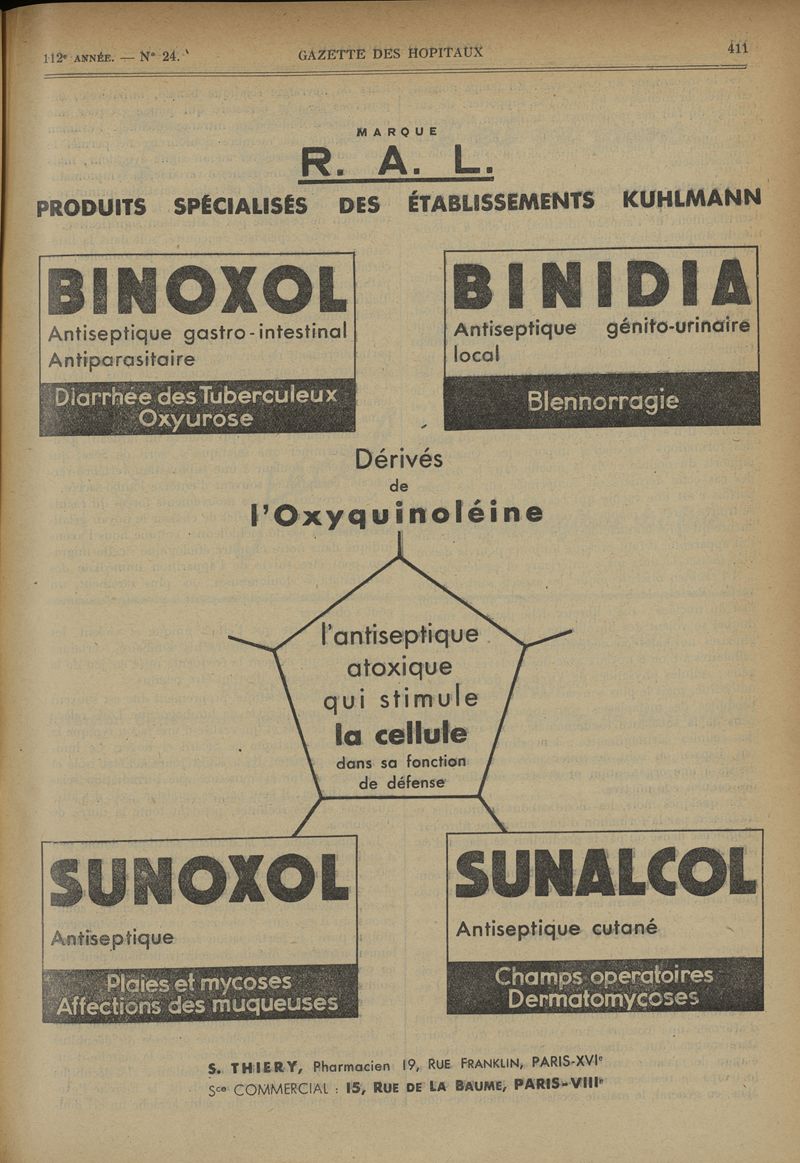 112e ANNÉE. — N° 24.
GAZETTE DES HOPITAUX
411
MARQUE
R. A. L.
PRODUITS SPÉCIALISÉS DES ÉTABLISSEMENTS KUHLMANN
BINOXOL
Antiseptique gastro-intestinal
Antiparasitaire
Diarrhée des Tuberculeux
Oxyurose
BINIDIA
Antiseptique génito-urinaire
local
Blennorragie
Dérivés
de
l'Oxyquinoléine
l'antiseptique
atoxique
qui stimule
la cellule
dans sa fonction
de défense
SUNOXOL
Antiseptique
Plaies et mycoses
Affections des muqueuses
SUNALCOL
Antiseptique cutané
Champs operatoires
Dermatomycoses
S. THIERY, Pharmacien 19, RUE FRANKLIN, PARIS-XVIe
Sce COMMERCIAL : 15, RUE DE LA BAUME, PARIS-VIIIe